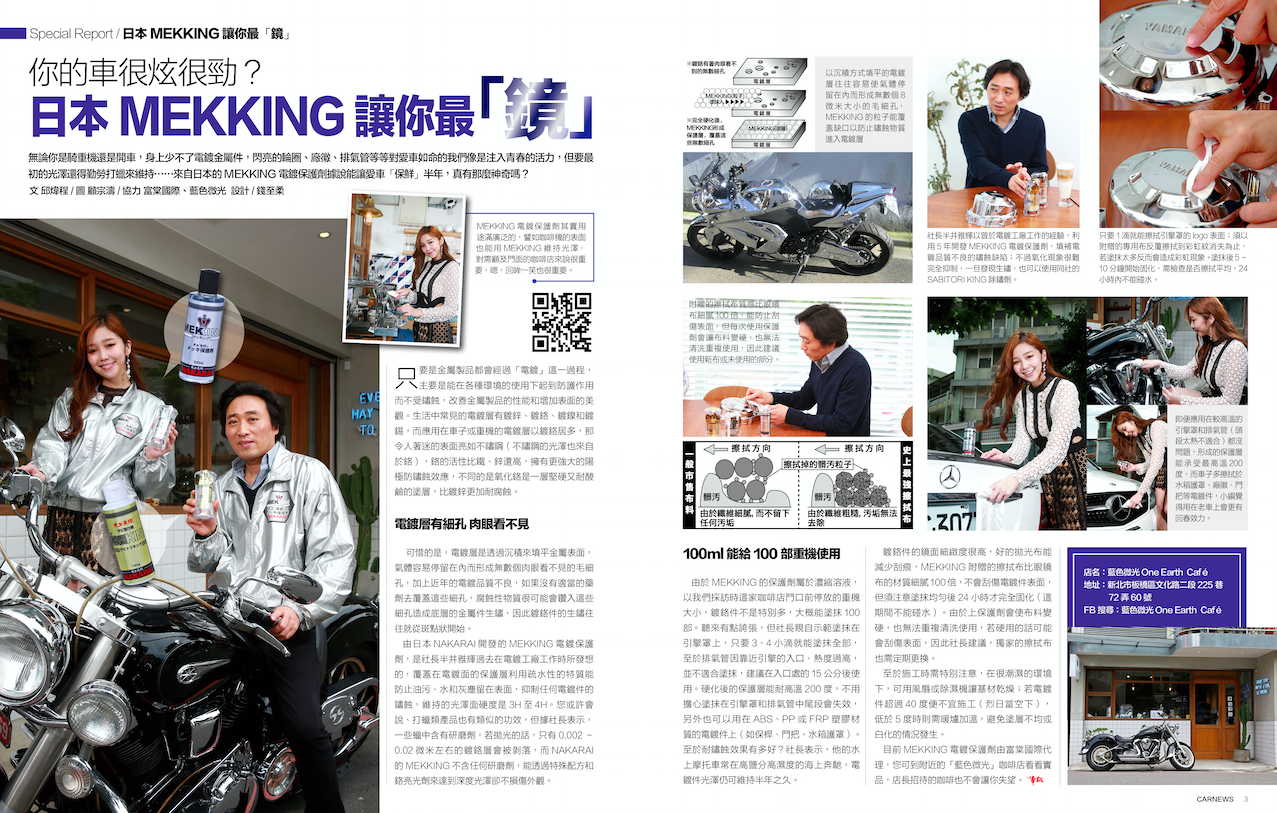 Special Report / 日本 MEKKING 讓你最「鏡」
你的車很炫很勁？
日本 MEKKING 讓你最「鏡」
無論你是騎重機還是開車，身上少不了電鍍金屬件，閃亮的輪圈、廠徽、排氣管等等對愛車如命的我們像是注入青春的活力，但要最
初的光澤還得勤勞打蠟來維持⋯⋯來自日本的 MEKKING 電鍍保護劑據說能讓愛車「保鮮」半年，真有那麼神奇嗎？
文 邱煒程 / 圖 顧宗濤 / 協力 富業國際、藍色微光 設計 / 錢至柔
MEKKING 電鍍保護劑其實用
途滿廣泛的，譬如咖啡機的表面
也能用 MEKKING 維持光澤，
對需顧及門面的咖啡店來說很重
要，嗯，回眸一笑也很重要。
MEKKING
メッキング
メッキ保護剤
NAKARAI
EVE
MAY
TO
只要是金屬製品都會經過「電鍍」這一過程，
主要是能在各種環境的使用下起到防護作用
而不受鏽蝕，改善金屬製品的性能和增加表面的美
觀。生活中常見的電鍍層有鍍鋅、鍍鉻、鍍鎳和鍍
錫，而應用在車子或重機的電鍍層以鍍鉻居多，那
令人著迷的表面亮如不鏽鋼（不鏽鋼的光澤也來自
於鉻），鉻的活性比鐵、鋅還高，擁有更強大的陽
極防鏽蝕效應，不同的是氧化鉻是一層堅硬又耐酸
鹼的塗層，比鍍鋅更加耐腐蝕。
電鍍層有細孔 肉眼看不見
可惜的是，電鍍層是透過沉積來填平金屬表面，
氣體容易停留在內而形成無數個肉眼看不見的毛細
孔，加上近年的電鍍品質不良，如果沒有適當的藥
劑去覆蓋這些細孔，腐蝕性物質很可能會鑽入這些
細孔造成底層的金屬件生鏽，因此鍍鉻件的生鏽往
往就從斑點狀開始。
由日本 NAKARAI 開發的 MEKKING 電鍍保護
劑，是社長半井雅輝過去在電鍍工廠工作時所發想
的，覆蓋在電鍍面的保護層利用疏水性的特質能
防止油污、水和灰塵留在表面，抑制任何電鍍件的
鏽蝕，維持的光澤面硬度是 3H 至 4H。您或許會
說、打蠟類產品也有類似的功效，但據社長表示，
一些蠟中含有研磨劑，若拋光的話，只有 0.002 ~
0.02 微米左右的鍍鉻層會被剝落，而 NAKARAI
的 MEKKING 不含任何研磨劑，能透過特殊配方和
鉻亮光劑來達到深度光澤卻不損傷外觀。
※鍍鉻有著肉眼看不
到的無數細孔
電鍍層
MEKKING(粒子)
塗抹入
電鍍層
※完全硬化後，
MEKKING形成
保護層，覆蓋這
些無數細孔
MEKKING(塗層)
電鍍層
以沉積方式填平的電鍍
層往往容易使氣體停
留在內而形成無數個 8
微米大小的毛細孔，
MEKKING 的粒子能覆
蓋缺口以防止鏽蝕物質
進入電鍍層
YAMAHA
社長半井雅輝以曾於電鍍工廠工作的經驗，利
用 5 年開發 MEKKING 電鍍保護劑，填補電
鍍品質不良的鏽蝕缺陷；不過氧化現象很難
完全抑制，一旦發現生鏽，也可以使用同社的
SABITORI KING 除鏽劑。
只要 1 滴就能擦拭引擎罩的 logo 表面；須以
附贈的專用布反覆擦拭到彩虹紋消失為止，
若塗抹太多反而會造成彩虹現象。塗抹後 5 ~
10 分鐘開始固化，需檢查是否擦拭平均，24
小時內不能碰水。
附贈的擦拭布質感比眼鏡
布細膩 100 倍，能防止刮
傷表面，但每次使用保護
劑會讓布料變硬，也無法
清洗重複使用，因此建議
使用新布或未使用的部分。
一般市售布料
擦拭方向
髒汚
由於纖維細膩，而不留下
任何汚垢
擦拭方向
擦拭掉的髒汚粒子
髒汚
由於纖維粗糙，汚垢無法
去除
史上最強擦拭布
C·307
即使應用在較高溫的
引擎罩和排氣管（頭
段太熱不適合）都沒
問題，形成的保護層
能承受最高溫 200
度，而車子多擦拭於
水箱護罩、廠徽、門
把等電鍍件，小編覺
得用在老車上會更有
回春效力。
100ml 能給 100 部重機使用
由於 MEKKING 的保護劑屬於濃縮溶液，
以我們採訪時這家咖啡店門口前停放的重機
大小，鍍鉻件不是特別多，大概能塗抹 100
部。聽來有點誇張，但社長親自示範塗抹在
引擎罩上，只要 3、4 小滴就能塗抹全部，
至於排氣管因靠近引擎的入口、熱度過高，
並不適合塗抹，建議在入口處的 15 公分後使
用。硬化後的保護層能耐高溫 200 度，不用
擔心塗抹在引擎罩和排氣管中尾段會失效，
另外也可以用在 ABS、PP 或 FRP 塑膠材
質的電鍍件上（如保桿、門把、水箱護罩）。
至於耐鏽蝕效果有多好？社長表示，他的水
上摩托車常在高鹽分高濕度的海上奔馳，電
鍍件光澤仍可維持半年之久。
鍍鉻件的鏡面細緻度很高，好的拋光布能
減少刮痕，MEKKING 附贈的擦拭布比眼鏡
布的材質細膩 100 倍，不會刮傷電鍍件表面，
但須注意塗抹均勻後 24 小時才完全固化（這
期間不能碰水）。由於上保護劑會使布料變
硬，也無法重複清洗使用，若硬用的話可能
會刮傷表面，因此社長建議，獨家的擦拭布
也需定期更換。
至於施工時需特別注意，在很潮濕的環境
下，可用風扇或除濕機讓基材乾燥；若電鍍
件超過 40 度便不宜施工（烈日當空下），
低於 5 度時則需暖爐加溫，避免塗層不均或
白化的情況發生。
目前 MEKKING 電鍍保護劑由富業國際代
理，您可到附近的「藍色微光」咖啡店看看實
品，店長招待的咖啡也不會讓你失望。
店名：藍色微光 One Earth Café
地址：新北市板橋區文化路二段 225 巷
72 弄 60 號
FB 搜尋：藍色微光 One Earth Café
CARNEWS 3